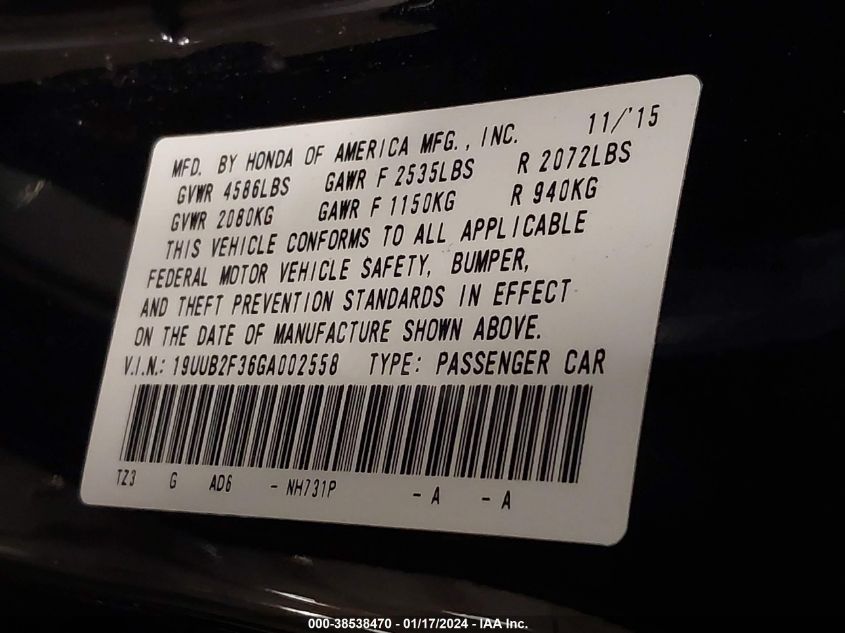 MFD. BY HONDA OF AMERICA MFG., INC. 11/'15
GVWR 4586LBS GAWR F 2535LBS R 2072LBS
GVWR 2080KG GAWR F 1150KG R 940KG
THIS VEHICLE CONFORMS TO ALL APPLICABLE
FEDERAL MOTOR VEHICLE SAFETY, BUMPER,
AND THEFT PREVENTION STANDARDS IN EFFECT
ON THE DATE OF MANUFACTURE SHOWN ABOVE.
V.I.N.: 19UUB2F36GA002558 TYPE: PASSENGER CAR
TZ3 G AD6 - NH731P - A - A
000-38538470 - 01/17/2024 - IAA Inc.